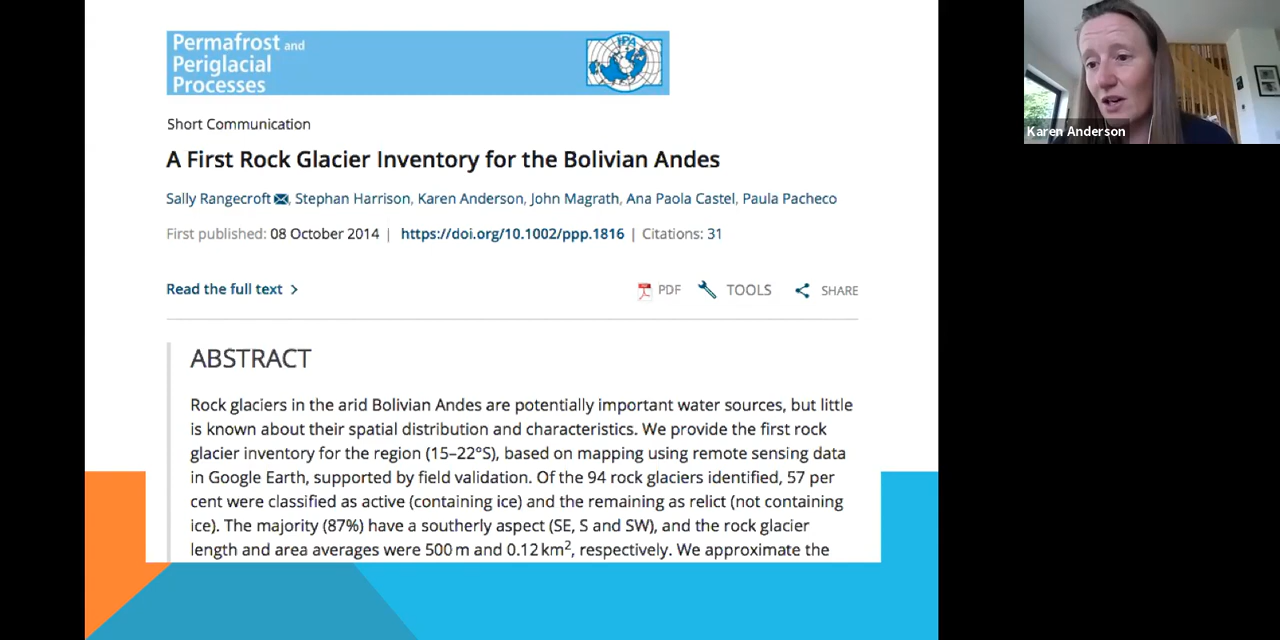 Permafrost and
Periglacial
Processes
IPA
Short Communication
A First Rock Glacier Inventory for the Bolivian Andes
Sally Rangecroft, Stephan Harrison, Karen Anderson, John Magrath, Ana Paola Castel, Paula Pacheco
First published: 08 October 2014 | https://doi.org/10.1002/ppp.1816 | Citations: 31
Read the full text >
PDF TOOLS SHARE
ABSTRACT
Rock glaciers in the arid Bolivian Andes are potentially important water sources, but little
is known about their spatial distribution and characteristics. We provide the first rock
glacier inventory for the region (15–22°S), based on mapping using remote sensing data
in Google Earth, supported by field validation. Of the 94 rock glaciers identified, 57 per
cent were classified as active (containing ice) and the remaining as relict (not containing
ice). The majority (87%) have a southerly aspect (SE, S and SW), and the rock glacier
length and area averages were 500 m and 0.12 km², respectively. We approximate the
Karen Anderson